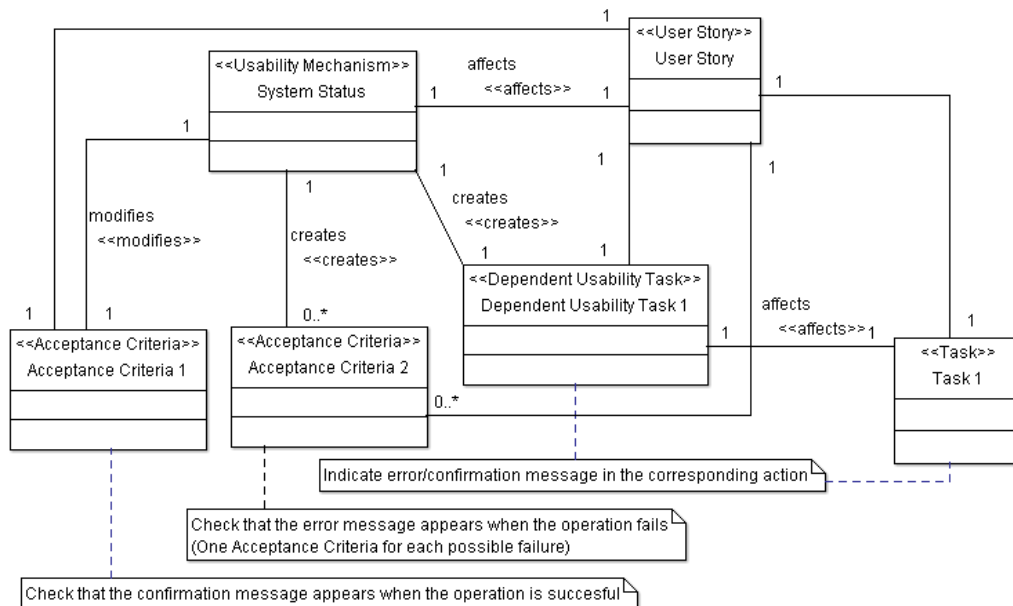 1
1
<<User Story>>
User Story
<<Usability Mechanism>>
System Status
affects
<<affects>>
1
1
1
1
1
1
1
1
1
creates
<<creates>>
modifies
<<modifies>>
creates
<<creates>>
1
1
<<Dependent Usability Task>>
Dependent Usability Task 1
affects
<<affects>>
1
1
1
1
1
0..*
<<Acceptance Criteria>>
Acceptance Criteria 1
<<Acceptance Criteria>>
Acceptance Criteria 2
<<Task>>
Task 1
0..*
Indicate error/confirmation message in the corresponding action
Check that the error message appears when the operation fails
(One Acceptance Criteria for each possible failure)
Check that the confirmation message appears when the operation is succesful